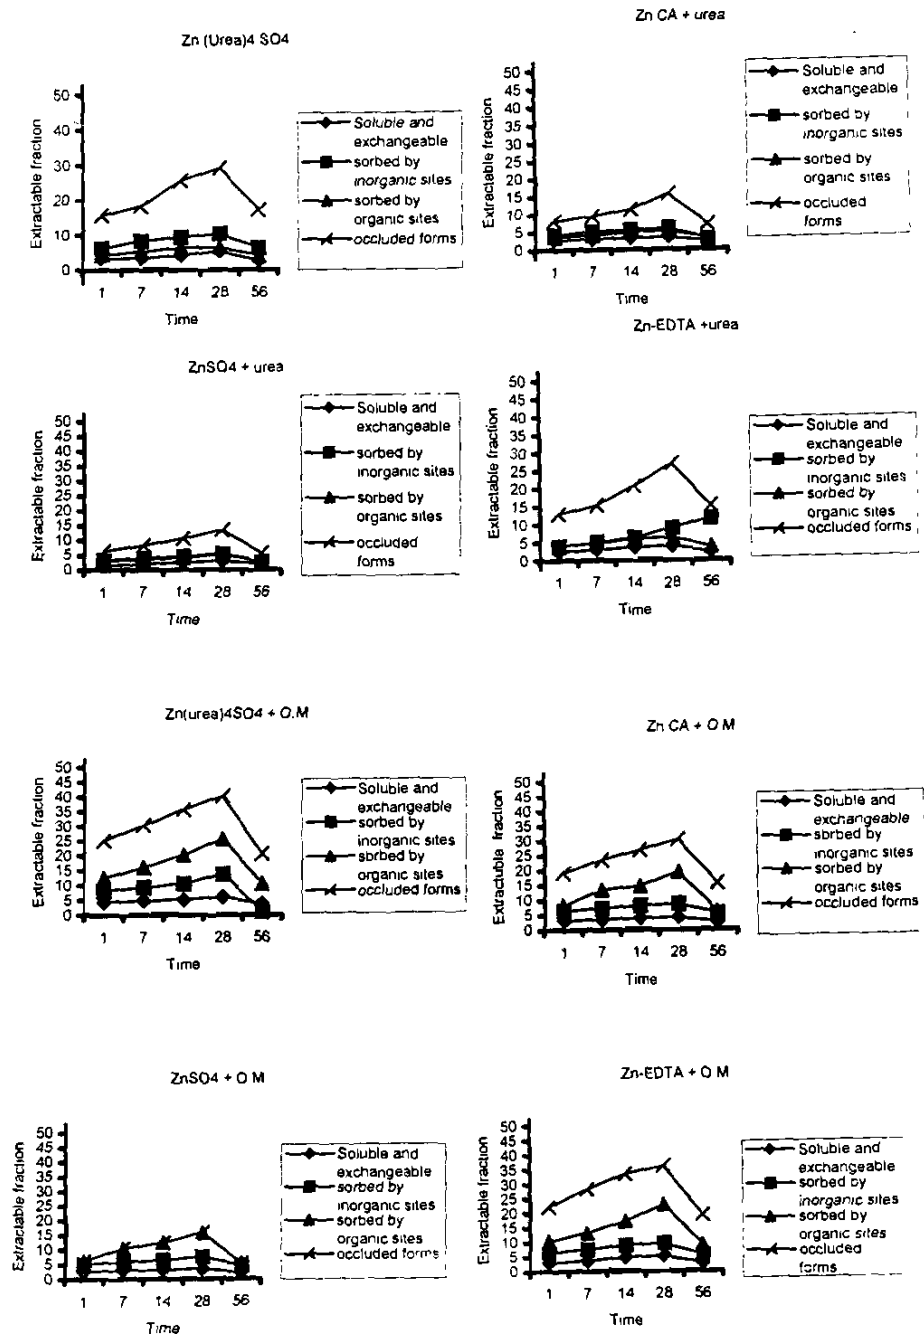 Zn (Urea)4 SO4
Extractable fraction
50
40
30
20
10
0
1 7 14 28 56
Time
Soluble and
exchangeable
sorbed by
inorganic sites
sorbed by
organic sites
occluded forms
Zn CA + urea
Extractable fraction
50
45
40
35
30
25
20
15
10
5
0
1 7 14 28 56
Time
Soluble and
exchangeable
sorbed by
inorganic sites
sorbed by
organic sites
occluded
forms
ZnSO4 + urea
Extractable fraction
50
45
40
35
30
25
20
15
10
5
0
1 7 14 28 56
Time
Soluble and
exchangeable
sorbed by
inorganic sites
sorbed by
organic sites
occluded
forms
Zn-EDTA +urea
Extractable fraction
50
45
40
35
30
25
20
15
10
5
0
1 7 14 28 56
Time
Soluble and
exchangeable
sorbed by
inorganic sites
sorbed by
organic sites
occluded forms
Zn(urea)4SO4 + O.M
Extractable fraction
50
45
40
35
30
25
20
15
10
5
0
1 7 14 28 56
Time
Soluble and
exchangeable
sorbed by
inorganic sites
sorbed by
organic sites
occluded forms
Zn CA + O M
Extractable fraction
50
45
40
35
30
25
20
15
10
5
0
1 7 14 28 56
Time
Soluble and
exchangeable
sorbed by
inorganic sites
sorbed by
organic sites
occluded forms
ZnSO4 + O M
Extractable fraction
50
45
40
35
30
25
20
15
10
5
0
1 7 14 28 56
Time
Soluble and
exchangeable
sorbed by
inorganic sites
sorbed by
organic sites
occluded forms
Zn-EDTA + O M
Extractable fraction
50
45
40
35
30
25
20
15
10
5
0
1 7 14 28 56
Time
Soluble and
exchangeable
sorbed by
inorganic sites
sorbed by
organic sites
occluded
forms